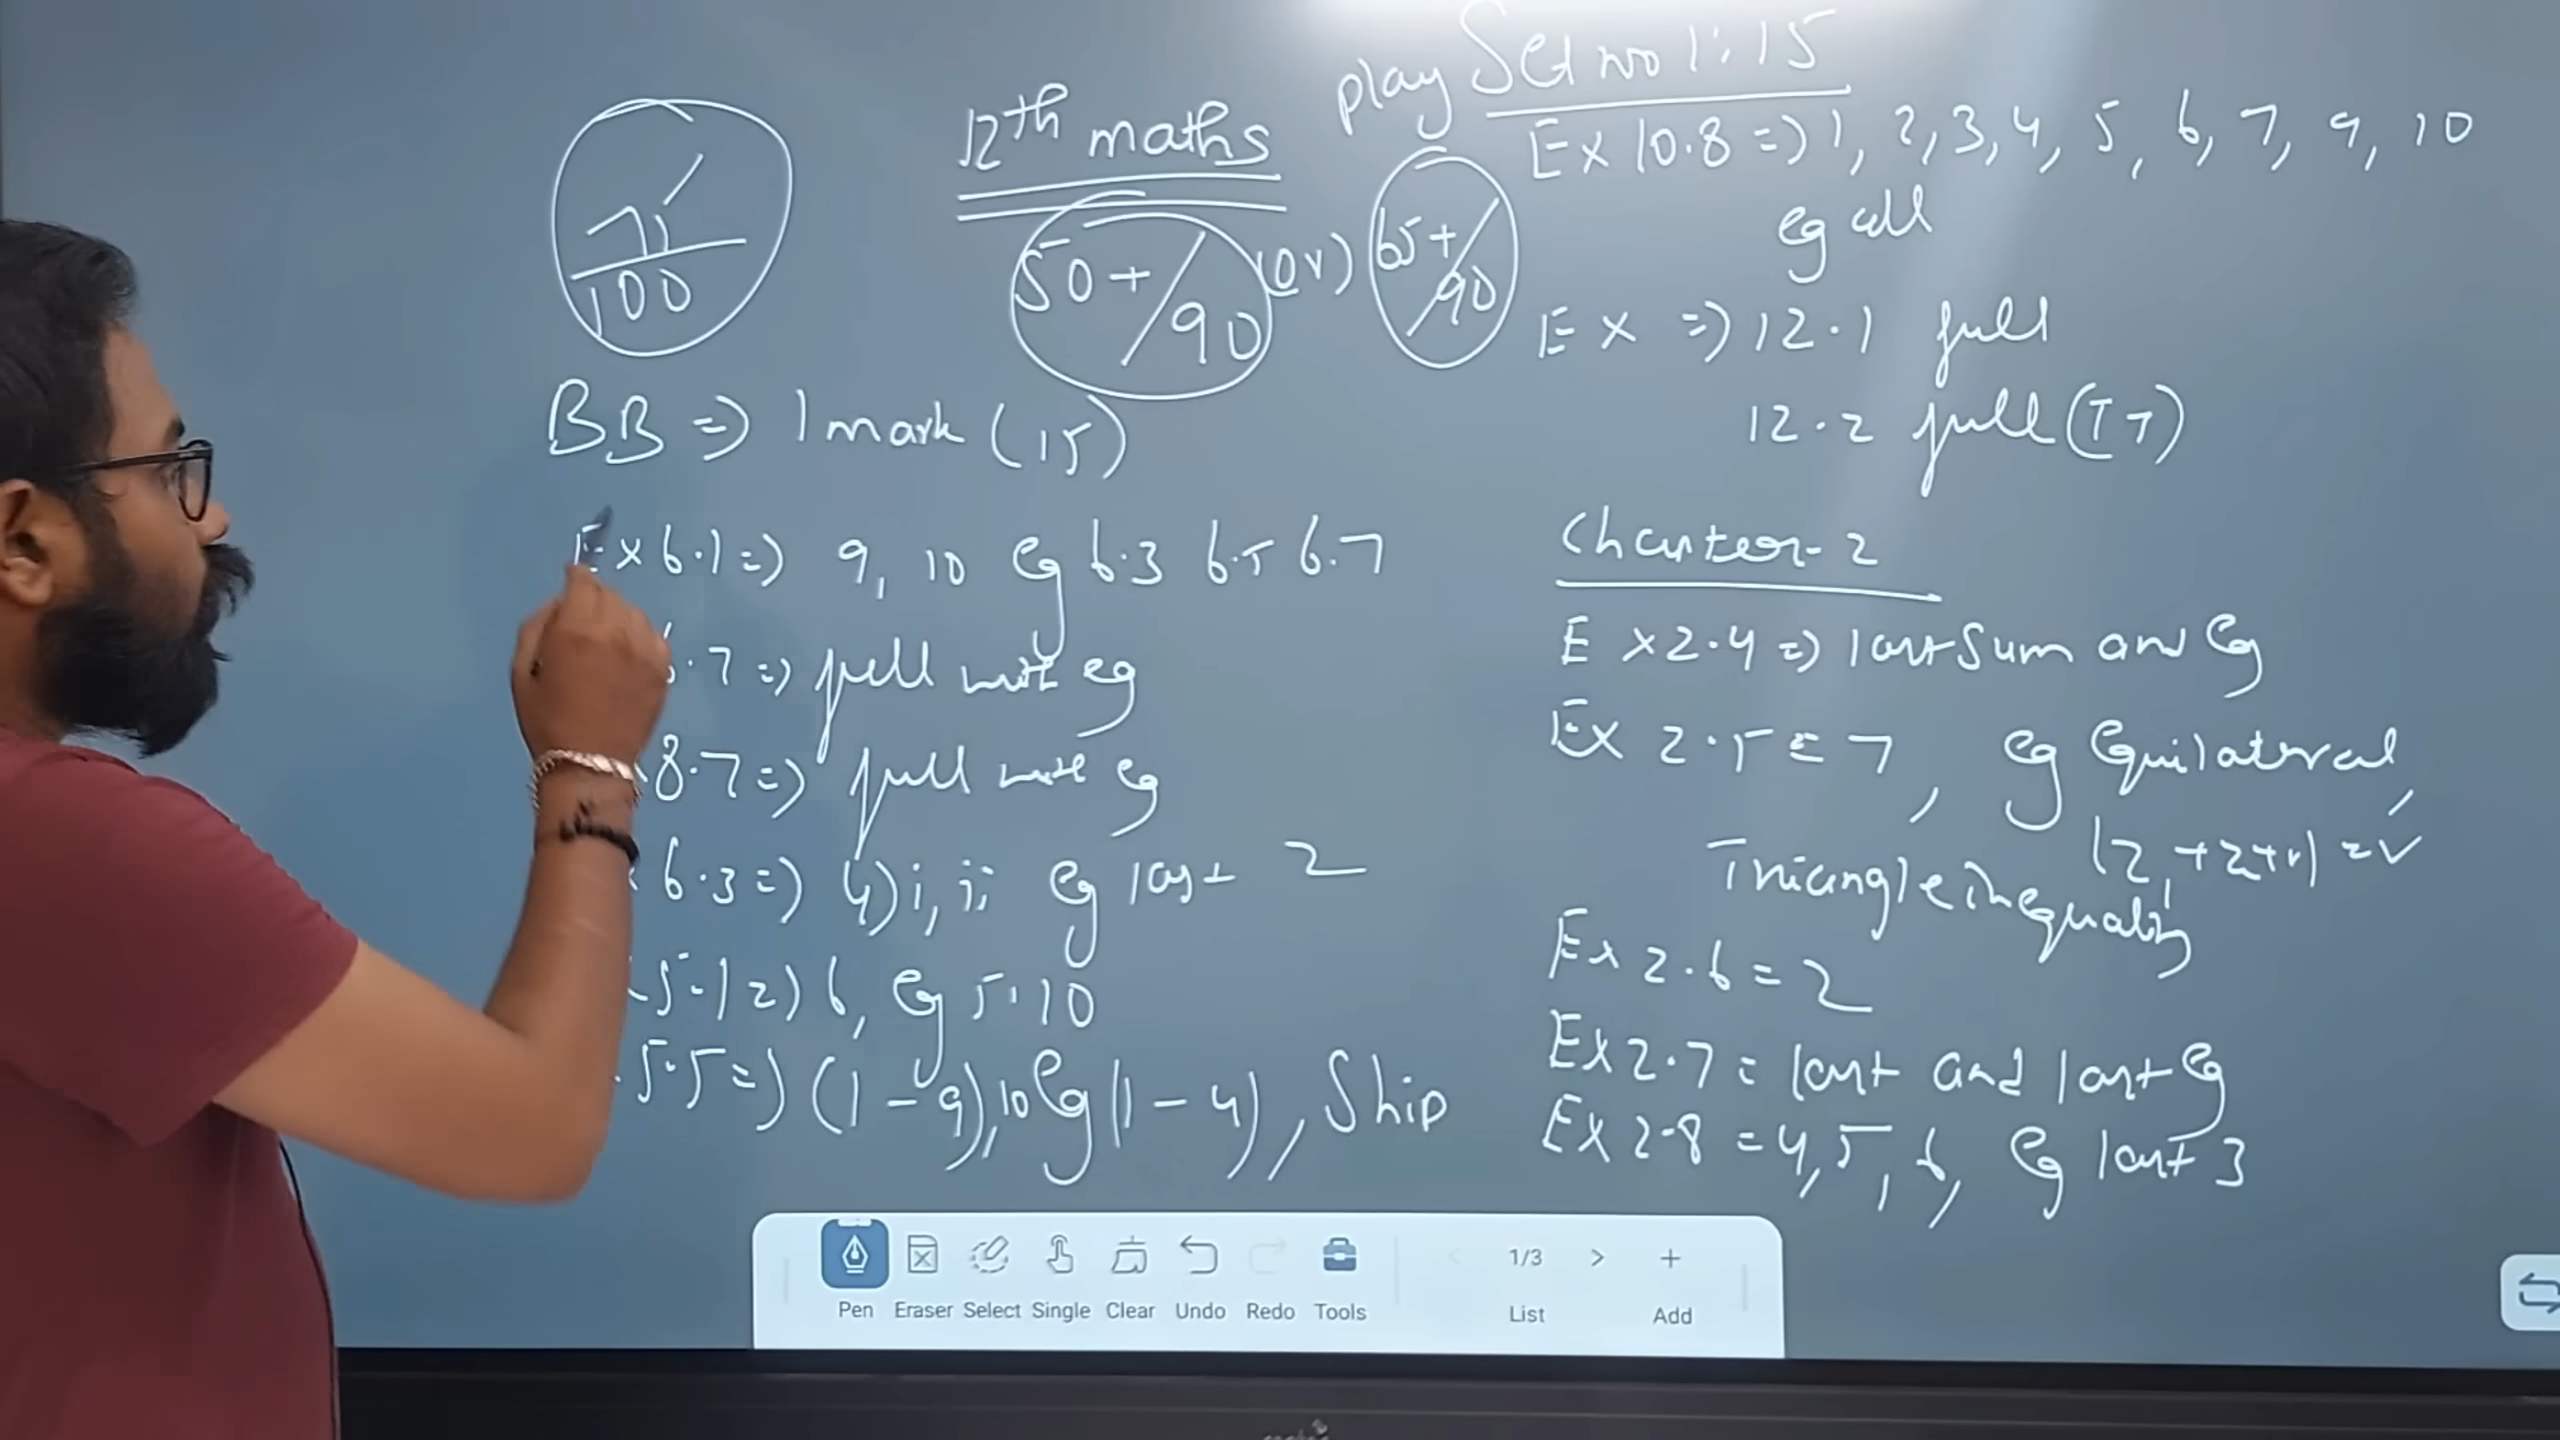 12th maths
play Set no 1:15
75/100
50+/90 (or) 65+/90
BB => 1 mark (15)
Ex 6.1 => 9, 10 eg 6.3 6.5 6.7
6.7 => full with eg
8.7 => full with eg
6.3 => 4) i, ii eg last 2
5.1 => 6, eg 5.10
5.5 => (1 - 9), 10 eg (1 - 4), Ship
Ex 10.8 => 1, 2, 3, 4, 5, 6, 7, 9, 10
eg all
Ex => 12.1 full
12.2 full (TT)
Chapter-2
Ex 2.4 => last sum and eg
Ex 2.5 = 7, eg Equilateral,
Triangle inequality
Ex 2.6 = 2
Ex 2.7 = last and last eg
Ex 2.8 = 4, 5, 6, eg last 3
Pen Eraser Select Single Clear Undo Redo Tools 1/3 List Add